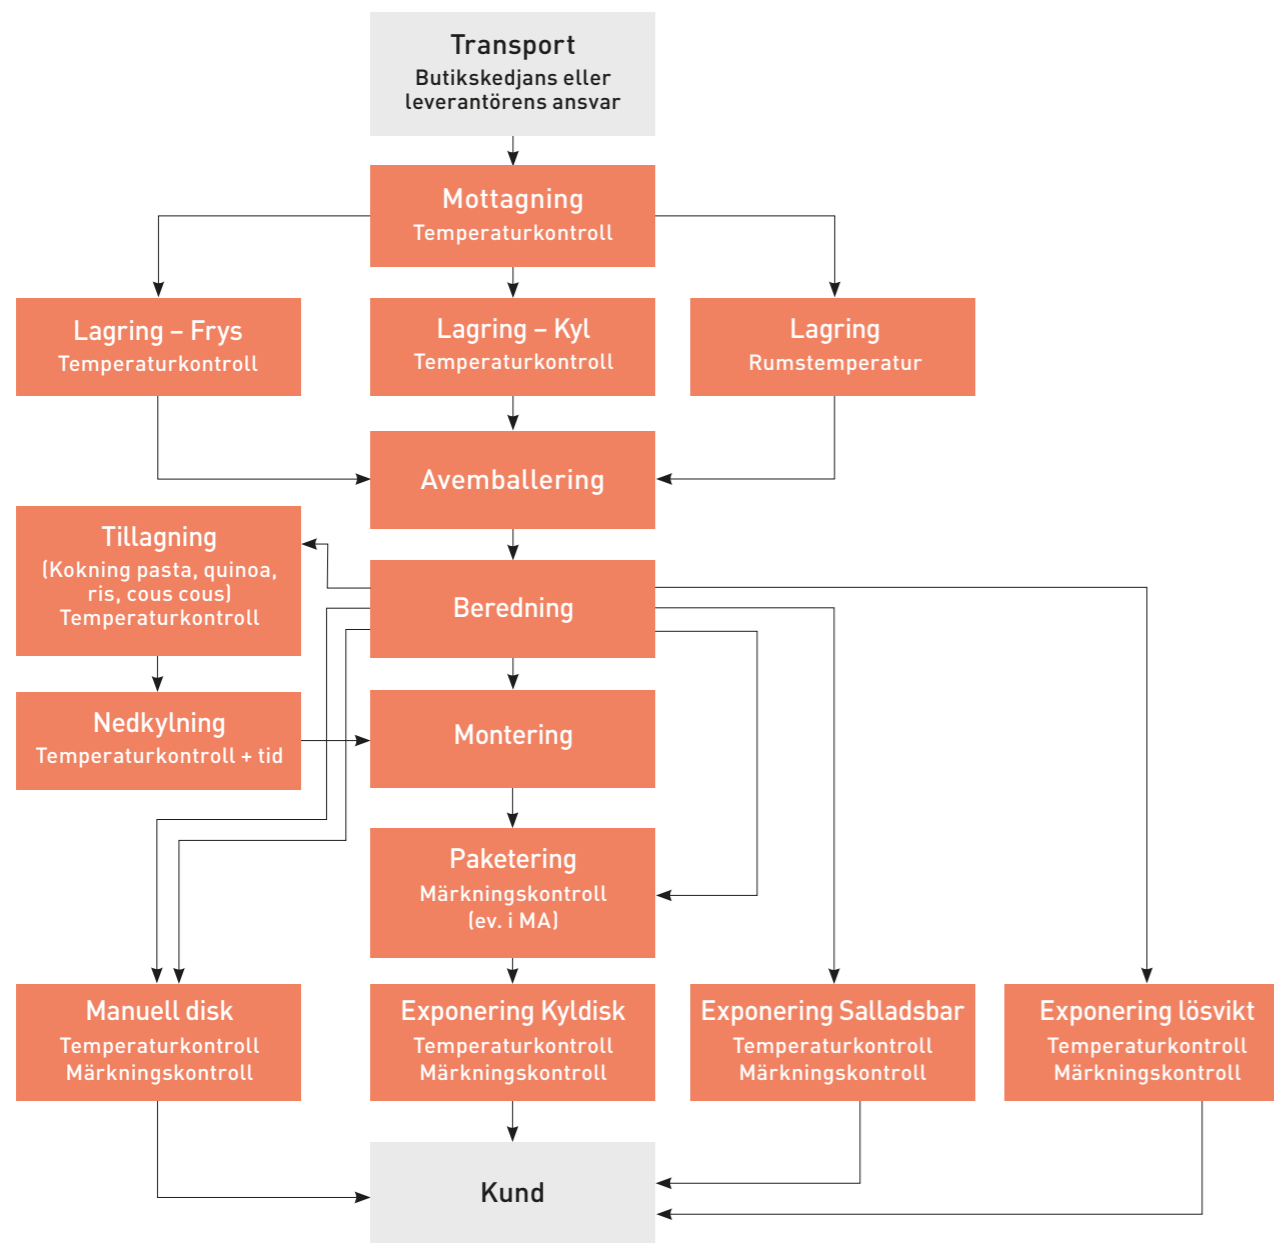 Transport
Butikskedjans eller
leverantörens ansvar
Mottagning
Temperaturkontroll
Lagring – Frys
Temperaturkontroll
Lagring – Kyl
Temperaturkontroll
Lagring
Rumstemperatur
Avemballering
Tillagning
(Kokning pasta, quinoa,
ris, cous cous)
Temperaturkontroll
Beredning
Nedkylning
Temperaturkontroll + tid
Montering
Paketering
Märkningskontroll
(ev. i MA)
Manuell disk
Temperaturkontroll
Märkningskontroll
Exponering Kyldisk
Temperaturkontroll
Märkningskontroll
Exponering Salladsbar
Temperaturkontroll
Märkningskontroll
Exponering lösvikt
Temperaturkontroll
Märkningskontroll
Kund